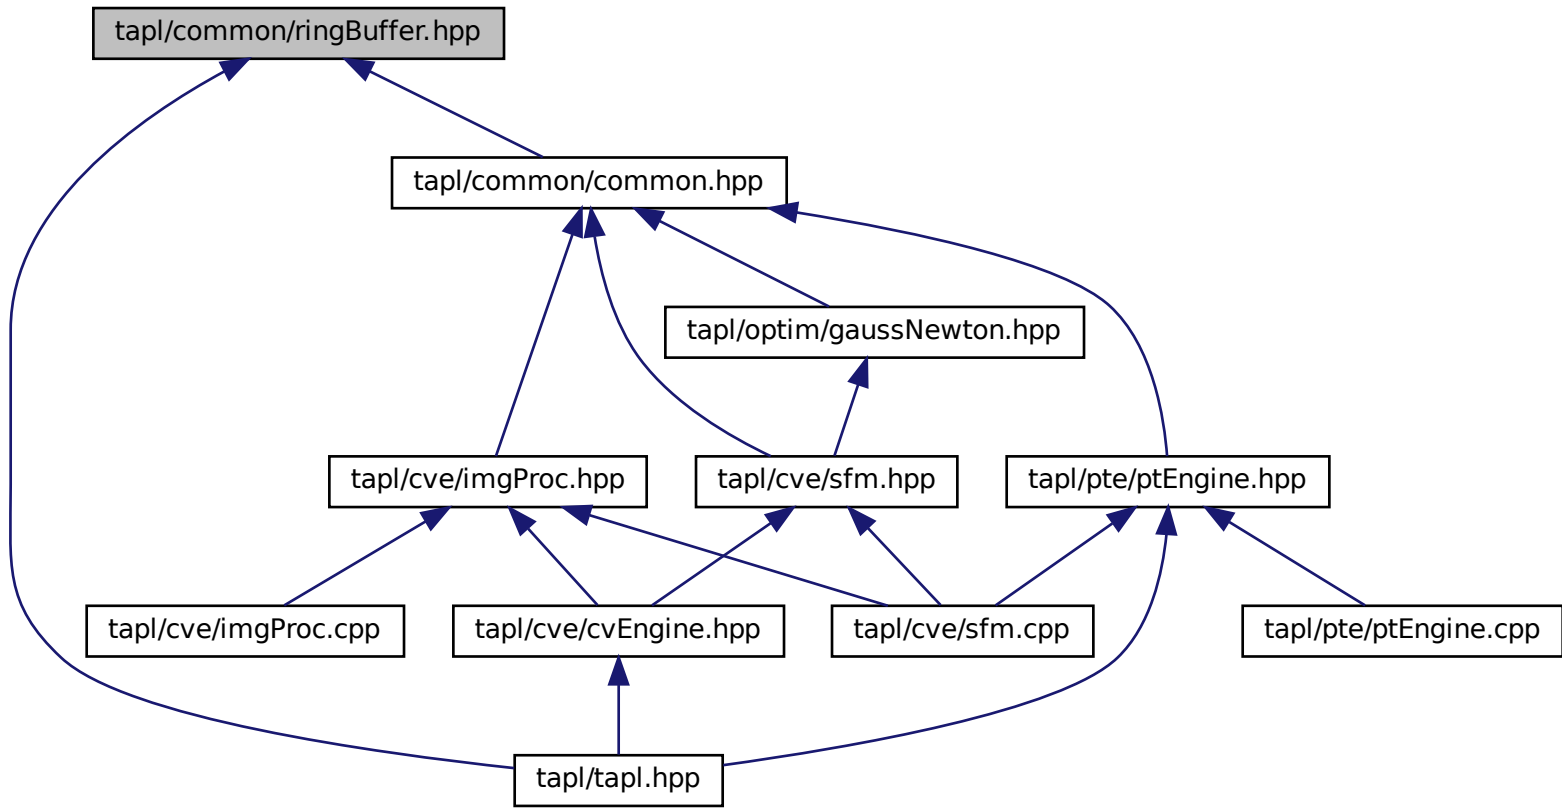 tapl/common/ringBuffer.hpp
tapl/common/common.hpp
tapl/optim/gaussNewton.hpp
tapl/cve/imgProc.hpp
tapl/cve/sfm.hpp
tapl/pte/ptEngine.hpp
tapl/cve/imgProc.cpp
tapl/cve/cvEngine.hpp
tapl/cve/sfm.cpp
tapl/pte/ptEngine.cpp
tapl/tapl.hpp